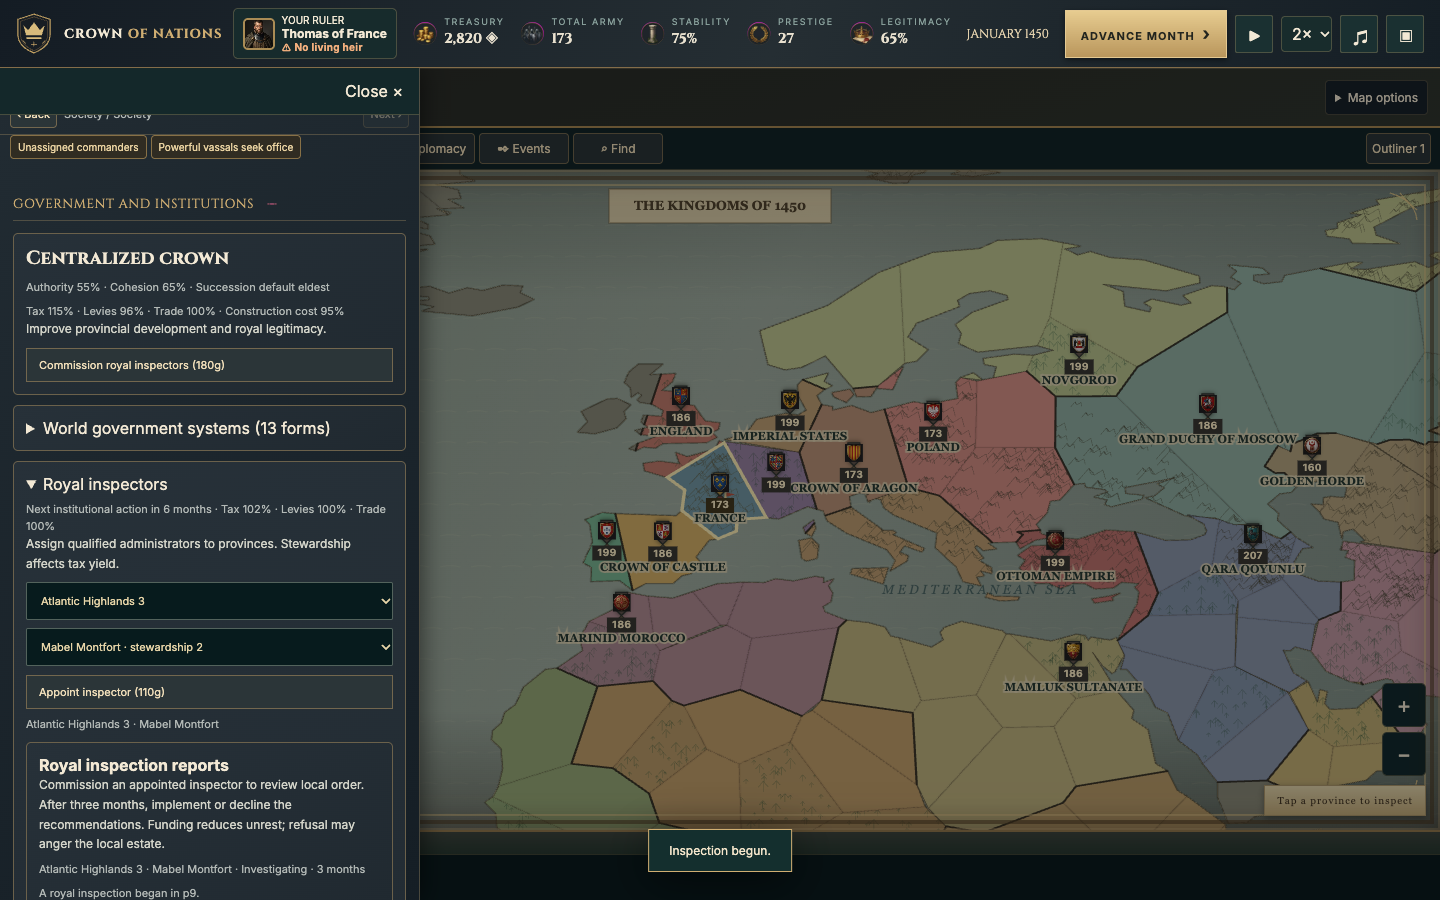 CROWN OF NATIONS
YOUR RULER
Thomas of France
⚠ No living heir
TREASURY
2,820 ◈
TOTAL ARMY
173
STABILITY
75%
PRESTIGE
27
LEGITIMACY
65%
JANUARY 1450
ADVANCE MONTH ›
2×
Close ×
‹ Back
Society / Society
Next ›
Map options
Unassigned commanders
Powerful vassals seek office
plomacy
Events
Find
Outliner 1
GOVERNMENT AND INSTITUTIONS
CENTRALIZED CROWN
Authority 55% · Cohesion 65% · Succession default eldest
Tax 115% · Levies 96% · Trade 100% · Construction cost 95%
Improve provincial development and royal legitimacy.
Commission royal inspectors (180g)
World government systems (13 forms)
Royal inspectors
Next institutional action in 6 months · Tax 102% · Levies 100% · Trade
100%
Assign qualified administrators to provinces. Stewardship
affects tax yield.
Atlantic Highlands 3
Mabel Montfort · stewardship 2
Appoint inspector (110g)
Atlantic Highlands 3 · Mabel Montfort
Royal inspection reports
Commission an appointed inspector to review local order.
After three months, implement or decline the
recommendations. Funding reduces unrest; refusal may
anger the local estate.
Atlantic Highlands 3 · Mabel Montfort · Investigating · 3 months
A royal inspection began in p9.
THE KINGDOMS OF 1450
199
NOVGOROD
186
ENGLAND
199
IMPERIAL STATES
173
POLAND
186
GRAND DUCHY OF MOSCOW
160
GOLDEN HORDE
199
173
CROWN OF ARAGON
173
FRANCE
199
186
CROWN OF CASTILE
199
OTTOMAN EMPIRE
207
QARA QOYUNLU
MEDITERRANEAN SEA
186
MARINID MOROCCO
186
MAMLUK SULTANATE
+
−
Tap a province to inspect
Inspection begun.